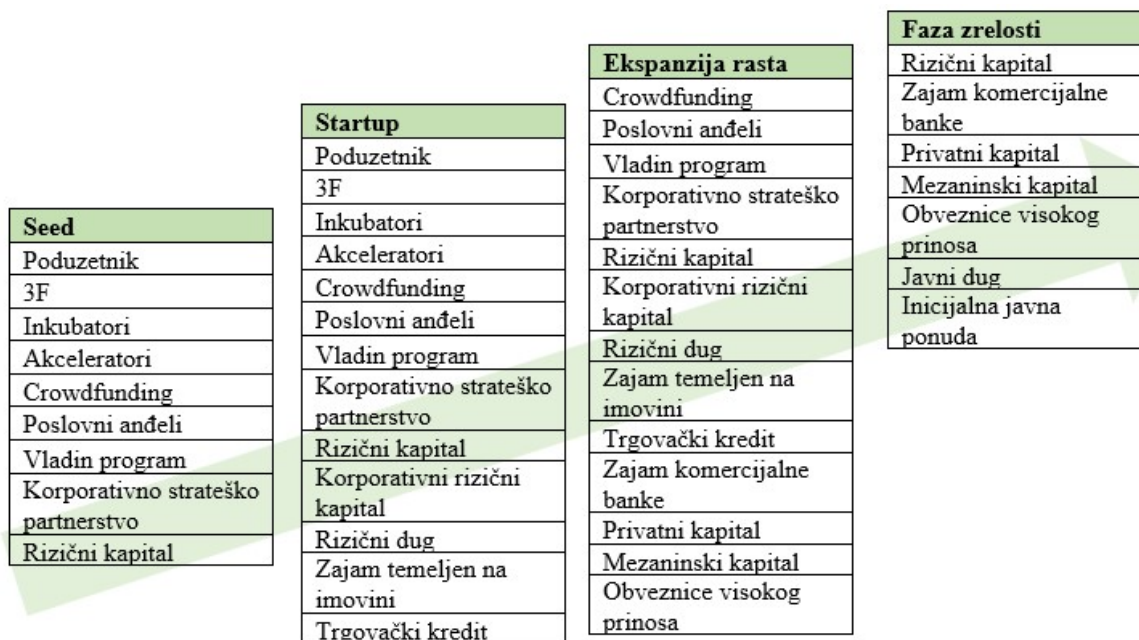 Seed
Poduzetnik
3F
Inkubatori
Akceleratori
Crowdfunding
Poslovni anđeli
Vladin program
Korporativno strateško
partnerstvo
Rizični kapital
Startup
Poduzetnik
3F
Inkubatori
Akceleratori
Crowdfunding
Poslovni anđeli
Vladin program
Korporativno strateško
partnerstvo
Rizični kapital
Korporativni rizični
kapital
Rizični dug
Zajam temeljen na
imovini
Trgovački kredit
Ekspanzija rasta
Crowdfunding
Poslovni anđeli
Vladin program
Korporativno strateško
partnerstvo
Rizični kapital
Korporativni rizični
kapital
Rizični dug
Zajam temeljen na
imovini
Trgovački kredit
Zajam komercijalne
banke
Privatni kapital
Mezaninski kapital
Obveznice visokog
prinosa
Faza zrelosti
Rizični kapital
Zajam komercijalne
banke
Privatni kapital
Mezaninski kapital
Obveznice visokog
prinosa
Javni dug
Inicijalna javna
ponuda